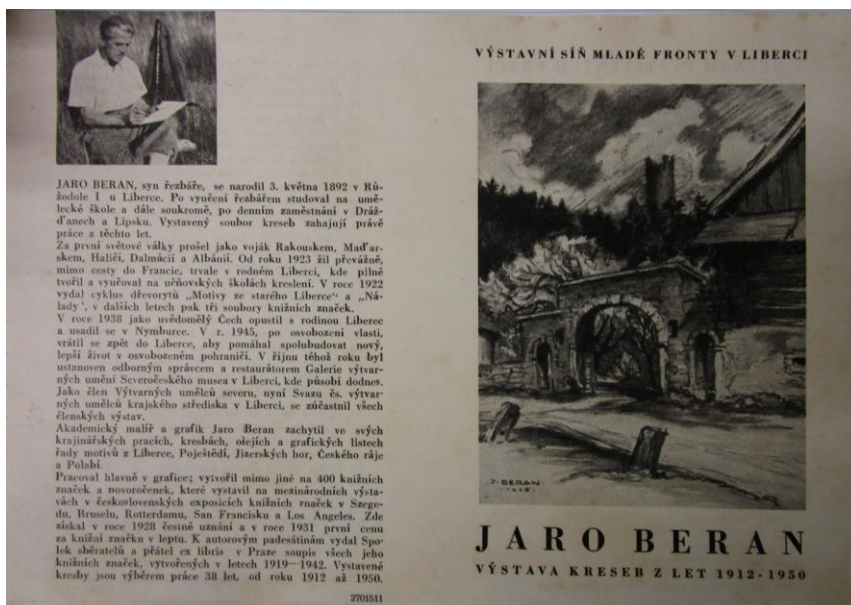 JARO BERAN, syn řezbáře, se narodil 3. května 1892 v Rů-
žodole I u Liberce. Po vyučení řezbářem studoval na umě-
lecké škole a dále soukromě, po denním zaměstnání v Dráž-
ďanech a Lipsku. Vystavený soubor kreseb zahajují právě
práce z těchto let.
Za první světové války prošel jako voják Rakouskem, Maďar-
skem, Haličí, Dalmácií a Albánií. Od roku 1923 žil převážně,
mimo cesty do Francie, trvale v rodném Liberci, kde pilně
tvořil a vyučoval na učňovských školách kreslení. V roce 1922
vydal cyklus dřevorytů „Motivy ze starého Liberce“ a „Ná-
lady“, v dalších letech pak tři soubory knižních značek.
V roce 1938 jako uvědomělý Čech opustil s rodinou Liberec
a usadil se v Nymburce. V r. 1945, po osvobození vlasti,
vrátil se zpět do Liberce, aby pomáhal spolubudovat nový,
lepší život v osvobozeném pohraničí. V říjnu téhož roku byl
ustanoven odborným správcem a restaurátorem Galerie výtvar-
ných umění Severočeského musea v Liberci, kde působí dodnes.
Jako člen Výtvarných umělců severu, nyní Svazu čs. výtvar-
ných umělců krajského střediska v Liberci, se zúčastnil všech
členských výstav.
Akademický malíř a grafik Jaro Beran zachytil ve svých
krajinářských pracích, kresbách, olejích a grafických listech
řady motivů z Liberce, Pojěštědí, Jizerských hor, Českého ráje
a Polabí.
Pracoval hlavně v grafice; vytvořil mimo jiné na 400 knižních
značek a novoročenek, které vystavil na mezinárodních výsta-
vách v československých exposicích knižních značek v Szege-
du, Bruselu, Rotterdamu, San Francisku a Los Angeles. Zde
získal v roce 1928 čestné uznání a v roce 1931 první cenu
za knižní značku v leptu. K autorovým padesátinám vydal Spo-
lek sběratelů a přátel ex libris v Praze soupis všech jeho
knižních značek, vytvořených v letech 1919—1942. Vystavené
kresby jsou výběrem práce 38 let, od roku 1912 až 1950.
2701511
VÝSTAVNÍ SÍŇ MLADÉ FRONTY V LIBERCI
J. BERAN.
JARO BERAN
VÝSTAVA KRESEB Z LET 1912-1950